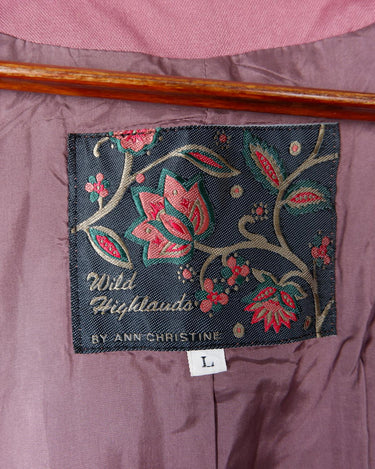 Wild
Highlands
BY ANN CHRISTINE
L